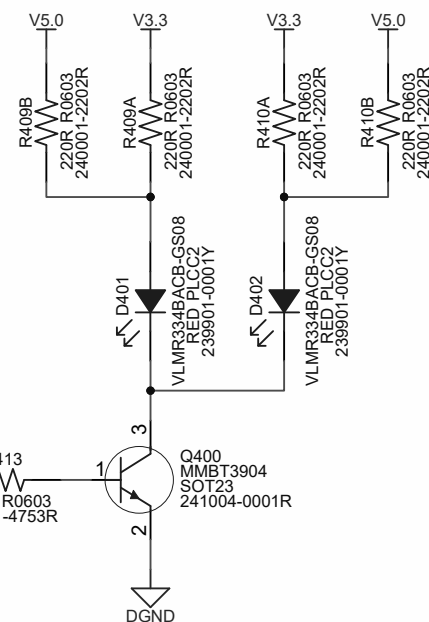 V5.0
V3.3
V3.3
V5.0
R409B
220R R0603
240001-2202R
R409A
220R R0603
240001-2202R
R410A
220R R0603
240001-2202R
R410B
220R R0603
240001-2202R
D401
VLMR334BACB-GS08
RED PLCC2
239901-0001Y
D402
VLMR334BACB-GS08
RED PLCC2
239901-0001Y
3
413
1
R0603
-4753R
Q400
MMBT3904
SOT23
241004-0001R
2
DGND